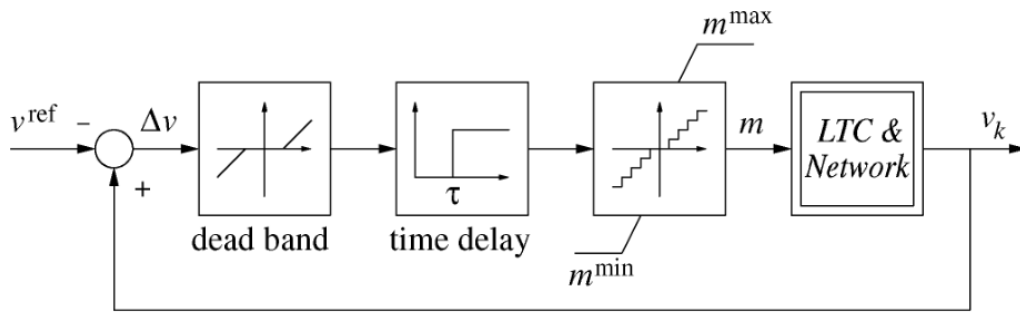 m^max
v^ref
−
Δv
m
LTC &
Network
v_k
+
τ
dead band
time delay
m^min